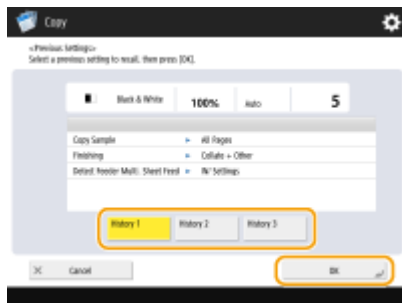 Copy
<Previous Settings>
Select a previous setting to recall, then press [OK].
Black & White 100% Auto 5
Copy Sample ▸ All Pages
Finishing ▸ Collate + Other
Detect Feeder Multi. Sheet Feed ▸ W/ Settings
History 1 History 2 History 3
Cancel OK